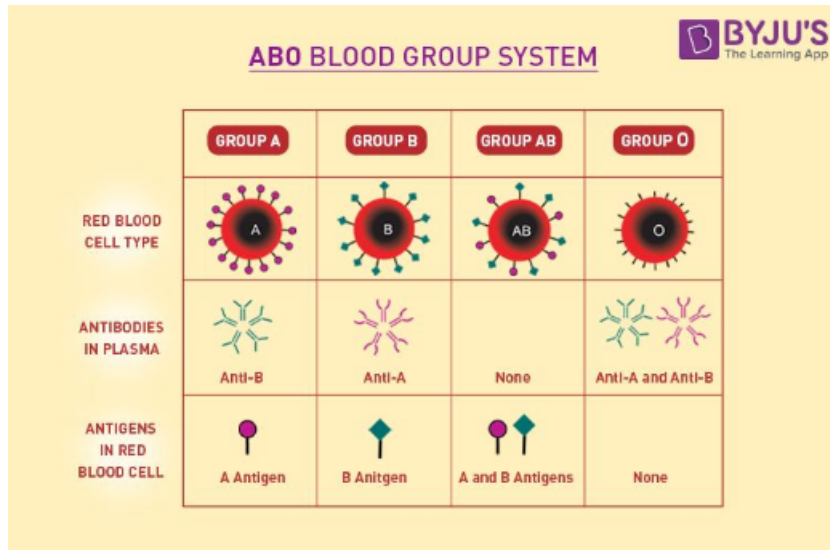 BYJU'S
The Learning App
ABO BLOOD GROUP SYSTEM
GROUP A
GROUP B
GROUP AB
GROUP O
RED BLOOD
CELL TYPE
A
B
AB
O
ANTIBODIES
IN PLASMA
Anti-B
Anti-A
None
Anti-A and Anti-B
ANTIGENS
IN RED
BLOOD CELL
A Antigen
B Anitgen
A and B Antigens
None